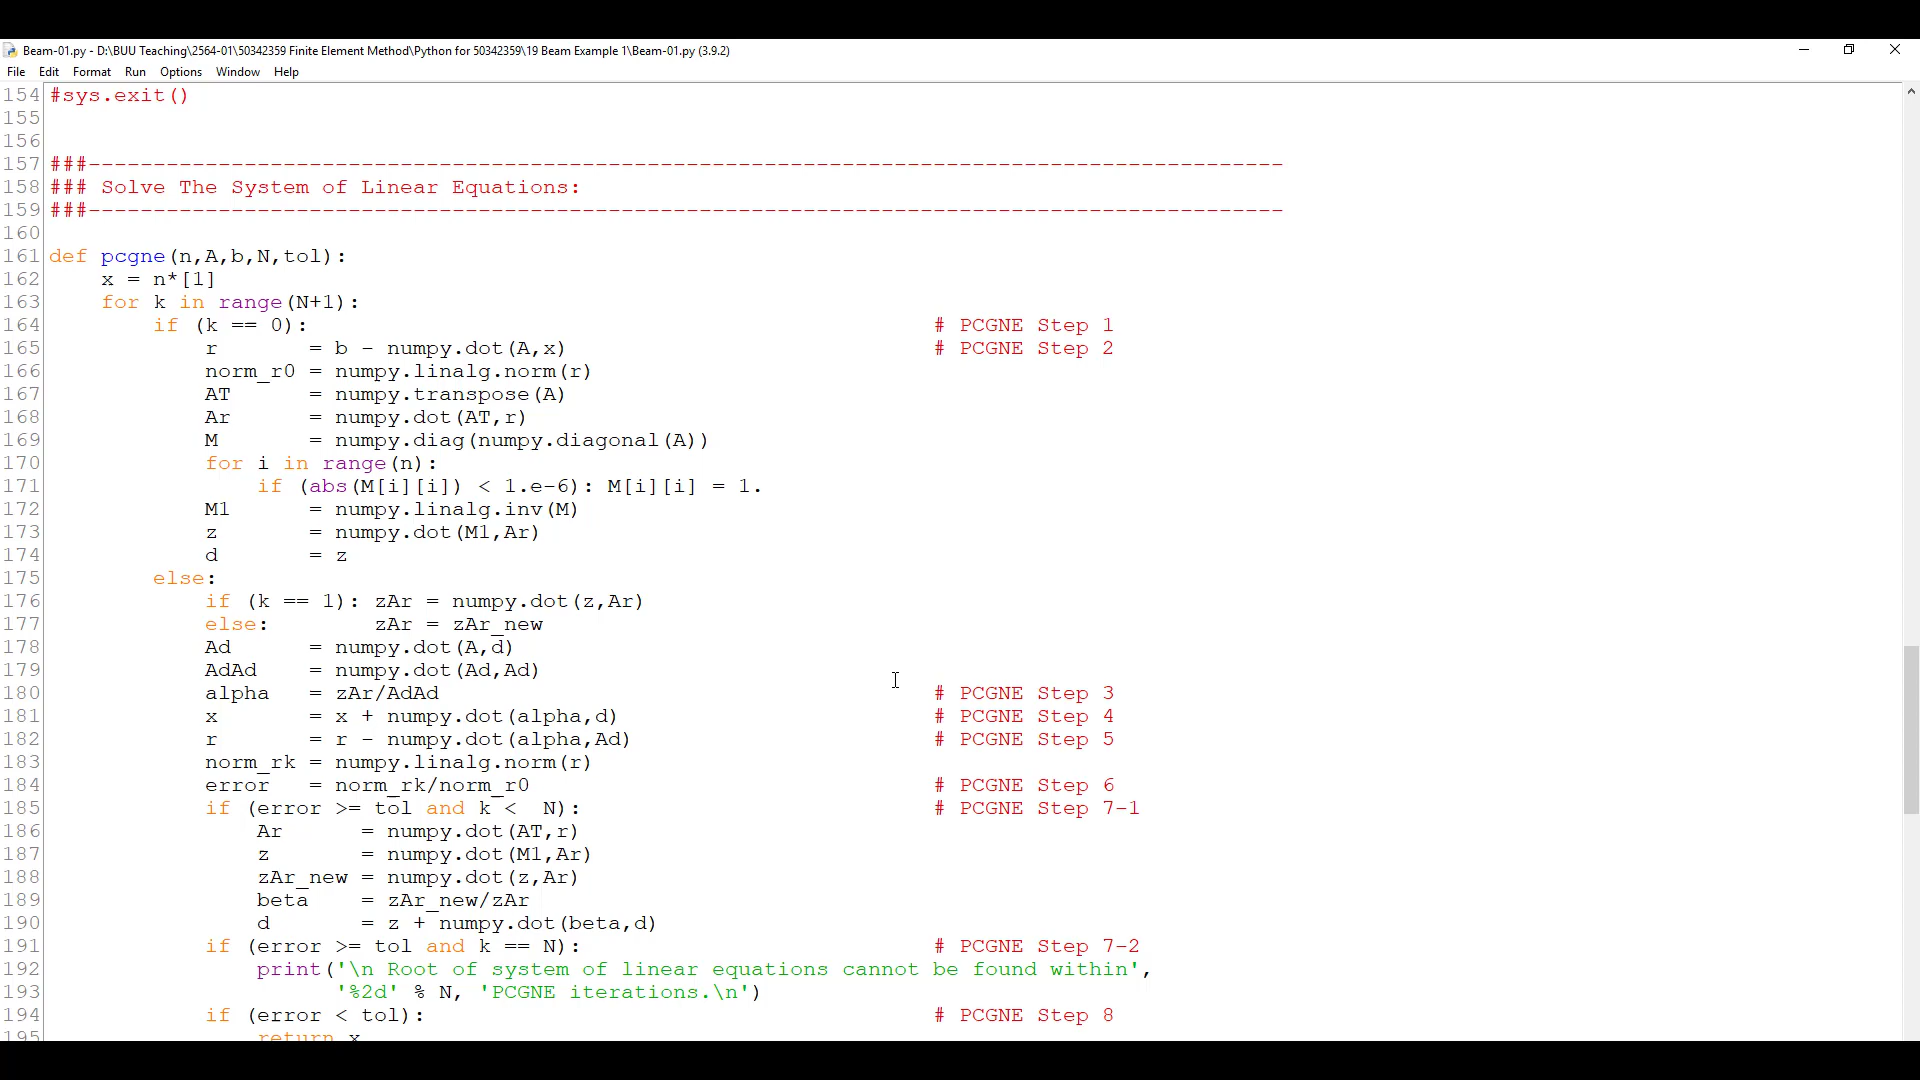 Beam-01.py - D:\BUU Teaching\2564-01\50342359 Finite Element Method\Python for 50342359\19 Beam Example 1\Beam-01.py (3.9.2)
File Edit Format Run Options Window Help
154 #sys.exit()
155
156
157 ###--------------------------------------------------------------------------------------------
158 ### Solve The System of Linear Equations:
159 ###--------------------------------------------------------------------------------------------
160
161 def pcgne(n,A,b,N,tol):
162     x = n*[1]
163     for k in range(N+1):
164         if (k == 0):                                                # PCGNE Step 1
165             r       = b - numpy.dot(A,x)                            # PCGNE Step 2
166             norm_r0 = numpy.linalg.norm(r)
167             AT      = numpy.transpose(A)
168             Ar      = numpy.dot(AT,r)
169             M       = numpy.diag(numpy.diagonal(A))
170             for i in range(n):
171                 if (abs(M[i][i]) < 1.e-6): M[i][i] = 1.
172             M1      = numpy.linalg.inv(M)
173             z       = numpy.dot(M1,Ar)
174             d       = z
175         else:
176             if (k == 1): zAr = numpy.dot(z,Ar)
177             else:        zAr = zAr_new
178             Ad      = numpy.dot(A,d)
179             AdAd    = numpy.dot(Ad,Ad)
180             alpha   = zAr/AdAd                                      # PCGNE Step 3
181             x       = x + numpy.dot(alpha,d)                        # PCGNE Step 4
182             r       = r - numpy.dot(alpha,Ad)                       # PCGNE Step 5
183             norm_rk = numpy.linalg.norm(r)
184             error   = norm_rk/norm_r0                               # PCGNE Step 6
185             if (error >= tol and k <  N):                           # PCGNE Step 7-1
186                 Ar      = numpy.dot(AT,r)
187                 z       = numpy.dot(M1,Ar)
188                 zAr_new = numpy.dot(z,Ar)
189                 beta    = zAr_new/zAr
190                 d       = z + numpy.dot(beta,d)
191             if (error >= tol and k == N):                           # PCGNE Step 7-2
192                 print('\n Root of system of linear equations cannot be found within',
193                       '%2d' % N, 'PCGNE iterations.\n')
194             if (error < tol):                                       # PCGNE Step 8
195                 return x